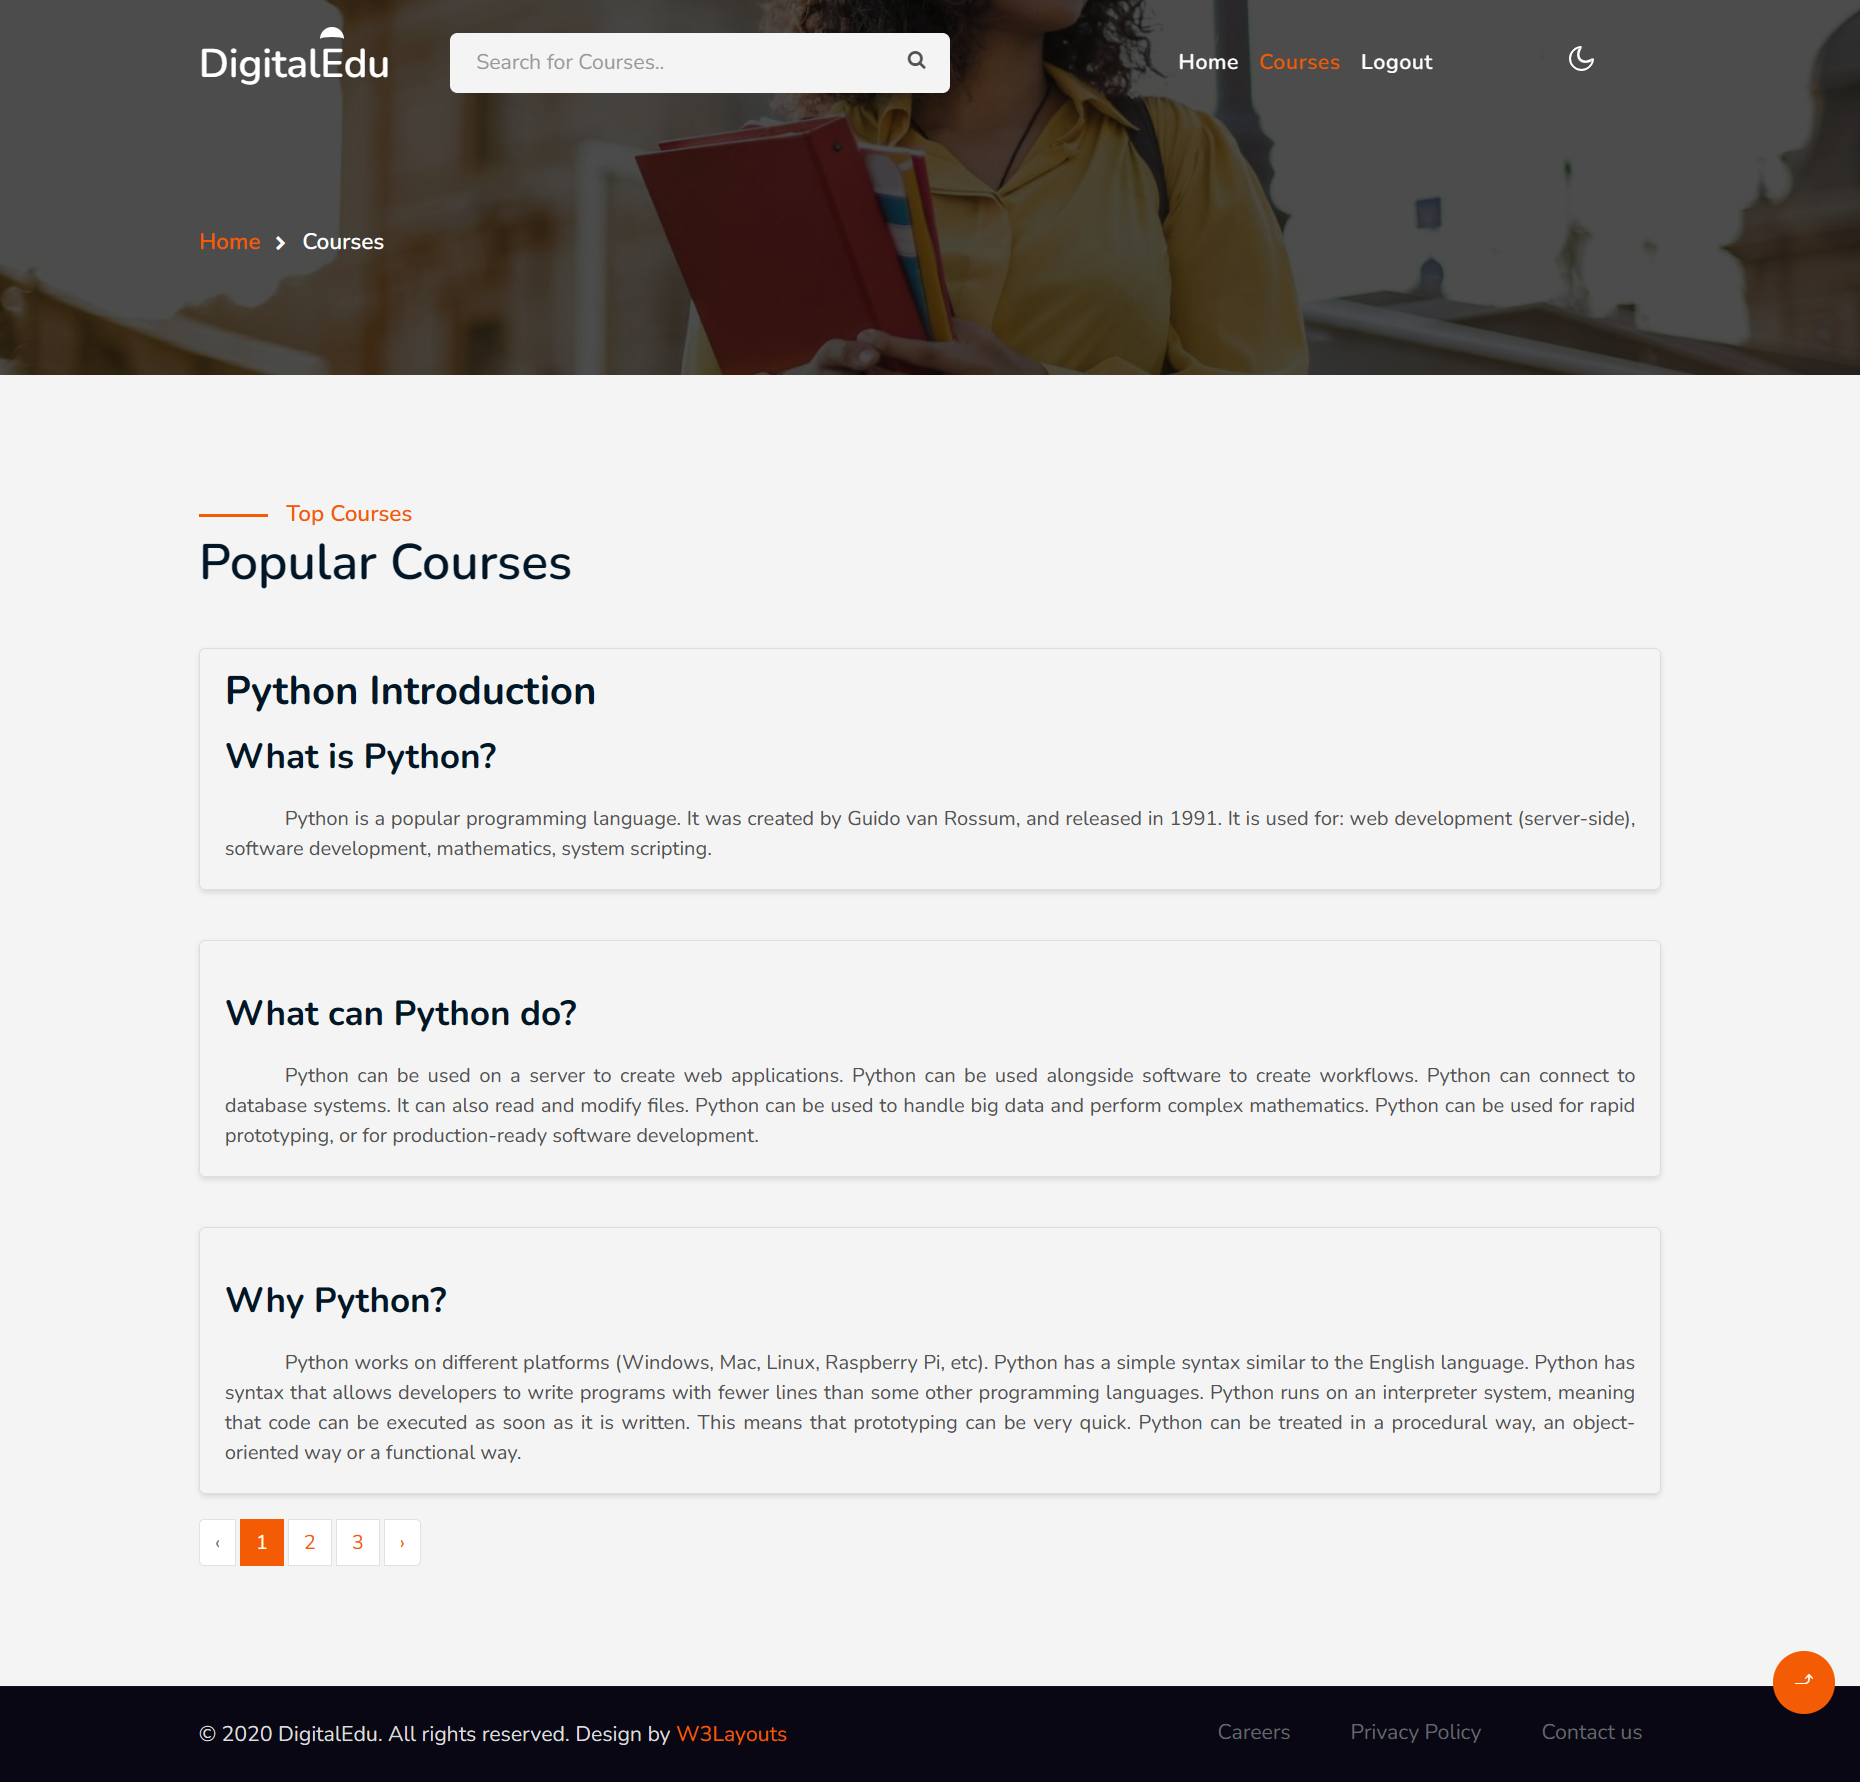 DigitalEdu
Search for Courses..
Home Courses Logout
Home Courses
Top Courses
Popular Courses
Python Introduction
What is Python?
Python is a popular programming language. It was created by Guido van Rossum, and released in 1991. It is used for: web development (server-side),
software development, mathematics, system scripting.
What can Python do?
Python can be used on a server to create web applications. Python can be used alongside software to create workflows. Python can connect to
database systems. It can also read and modify files. Python can be used to handle big data and perform complex mathematics. Python can be used for rapid
prototyping, or for production-ready software development.
Why Python?
Python works on different platforms (Windows, Mac, Linux, Raspberry Pi, etc). Python has a simple syntax similar to the English language. Python has
syntax that allows developers to write programs with fewer lines than some other programming languages. Python runs on an interpreter system, meaning
that code can be executed as soon as it is written. This means that prototyping can be very quick. Python can be treated in a procedural way, an object-
oriented way or a functional way.
‹ 1 2 3 ›
© 2020 DigitalEdu. All rights reserved. Design by W3Layouts
Careers Privacy Policy Contact us